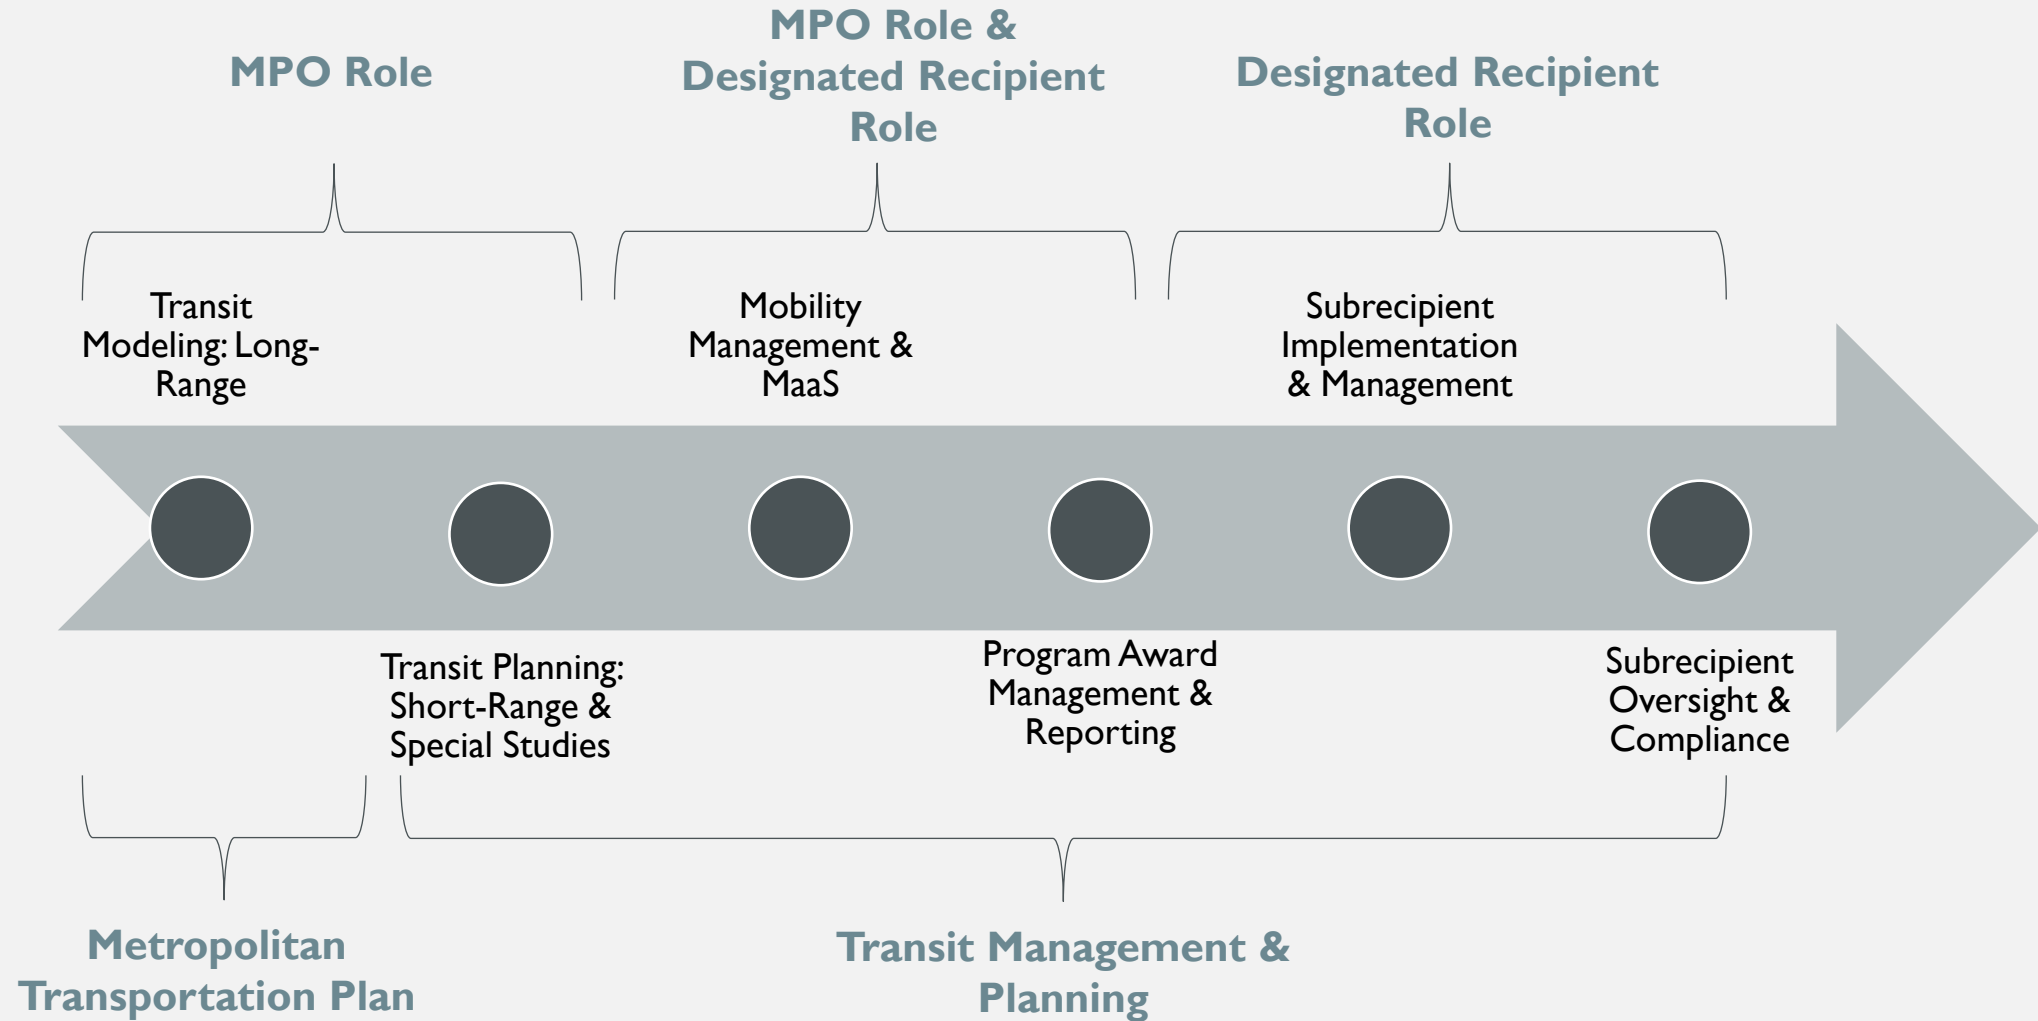 MPO Role
MPO Role &
Designated Recipient
Role
Designated Recipient
Role
Transit
Modeling: Long-
Range
Mobility
Management &
MaaS
Subrecipient
Implementation
& Management
Transit Planning:
Short-Range &
Special Studies
Program Award
Management &
Reporting
Subrecipient
Oversight &
Compliance
Metropolitan
Transportation Plan
Transit Management &
Planning